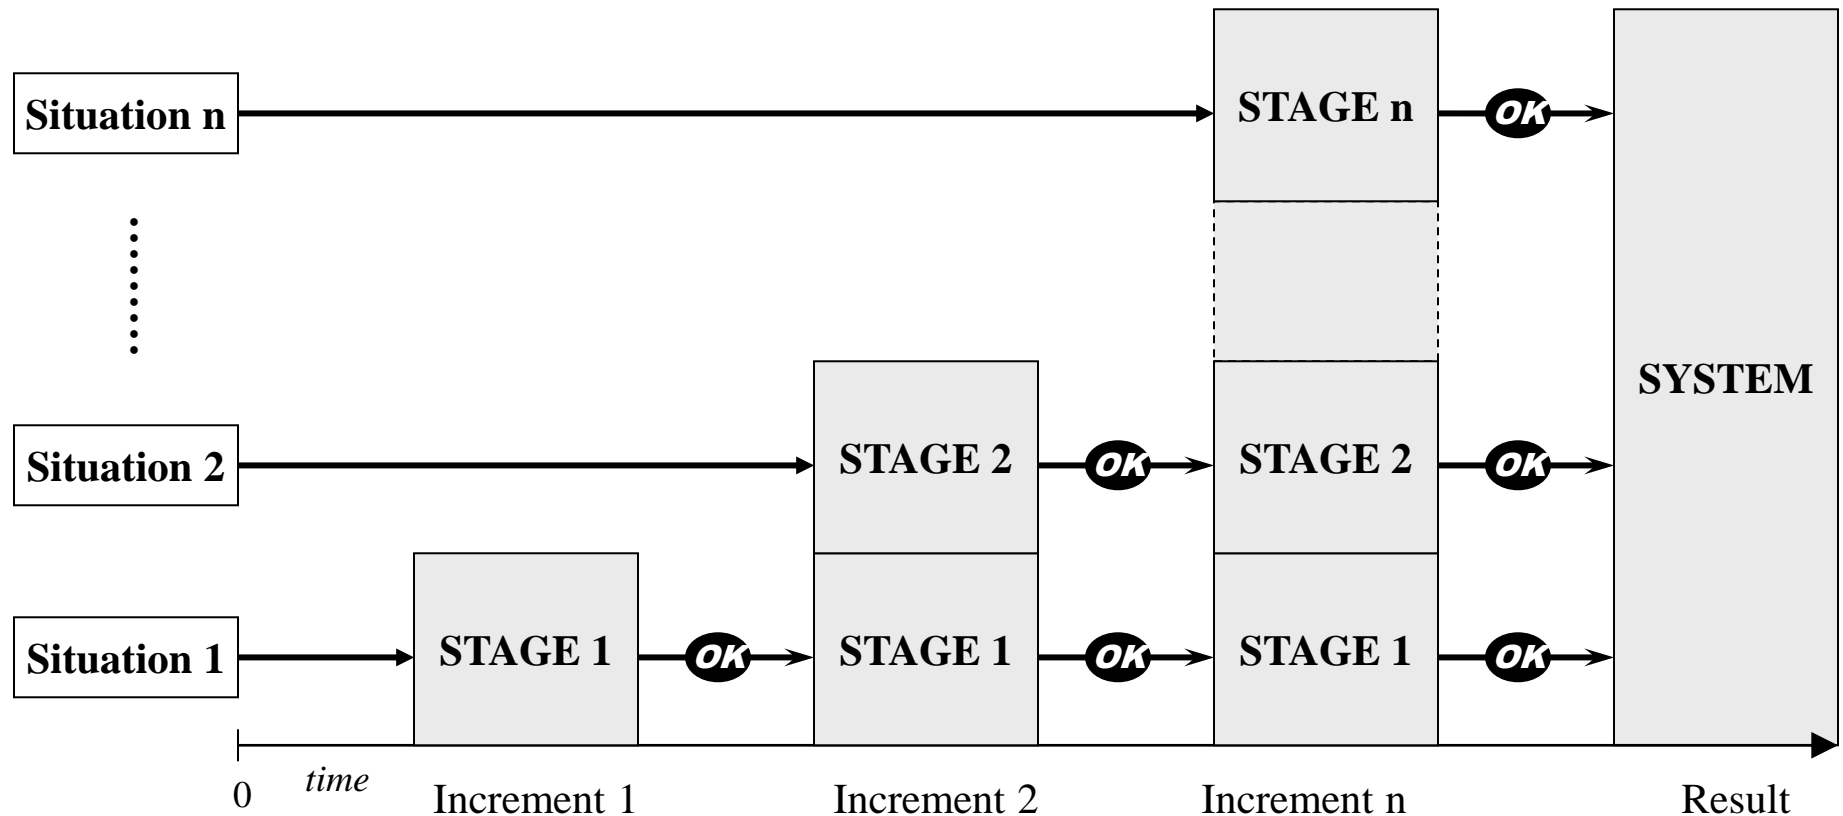 Situation n
STAGE n
OK
Situation 2
STAGE 2
OK
STAGE 2
OK
SYSTEM
Situation 1
STAGE 1
OK
STAGE 1
OK
STAGE 1
OK
0
time
Increment 1
Increment 2
Increment n
Result